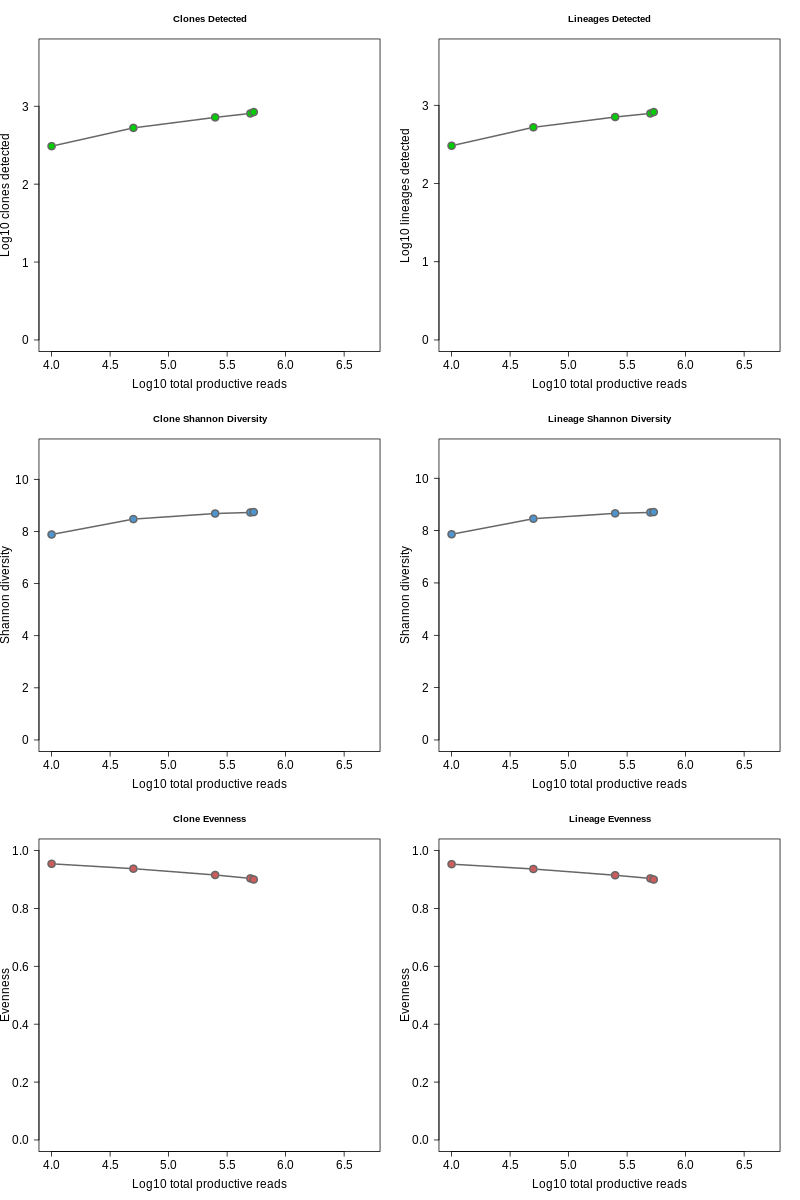 Clones Detected
Log10 clones detected
3
2
1
0
4.0 4.5 5.0 5.5 6.0 6.5
Log10 total productive reads
Lineages Detected
Log10 lineages detected
3
2
1
0
4.0 4.5 5.0 5.5 6.0 6.5
Log10 total productive reads
Clone Shannon Diversity
Shannon diversity
10
8
6
4
2
0
4.0 4.5 5.0 5.5 6.0 6.5
Log10 total productive reads
Lineage Shannon Diversity
Shannon diversity
10
8
6
4
2
0
4.0 4.5 5.0 5.5 6.0 6.5
Log10 total productive reads
Clone Evenness
Evenness
1.0
0.8
0.6
0.4
0.2
0.0
4.0 4.5 5.0 5.5 6.0 6.5
Log10 total productive reads
Lineage Evenness
Evenness
1.0
0.8
0.6
0.4
0.2
0.0
4.0 4.5 5.0 5.5 6.0 6.5
Log10 total productive reads